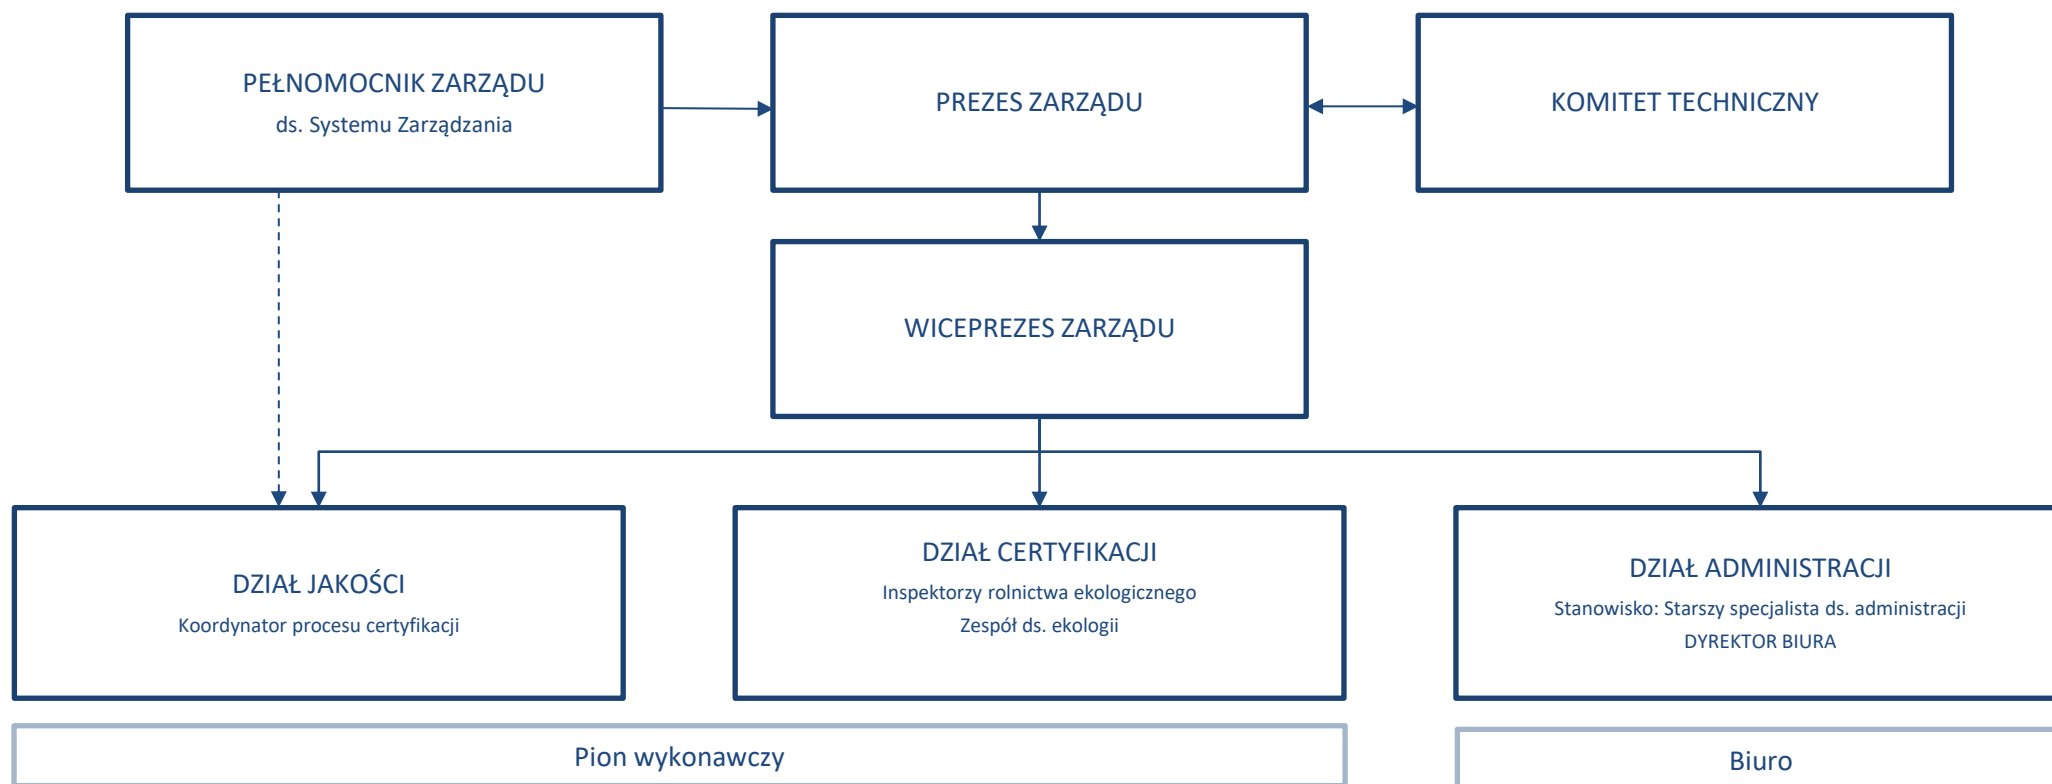 PEŁNOMOCNIK ZARZĄDU
ds. Systemu Zarządzania
PREZES ZARZĄDU
KOMITET TECHNICZNY
WICEPREZES ZARZĄDU
DZIAŁ JAKOŚCI
Koordynator procesu certyfikacji
DZIAŁ CERTYFIKACJI
Inspektorzy rolnictwa ekologicznego
Zespół ds. ekologii
DZIAŁ ADMINISTRACJI
Stanowisko: Starszy specjalista ds. administracji
DYREKTOR BIURA
Pion wykonawczy
Biuro